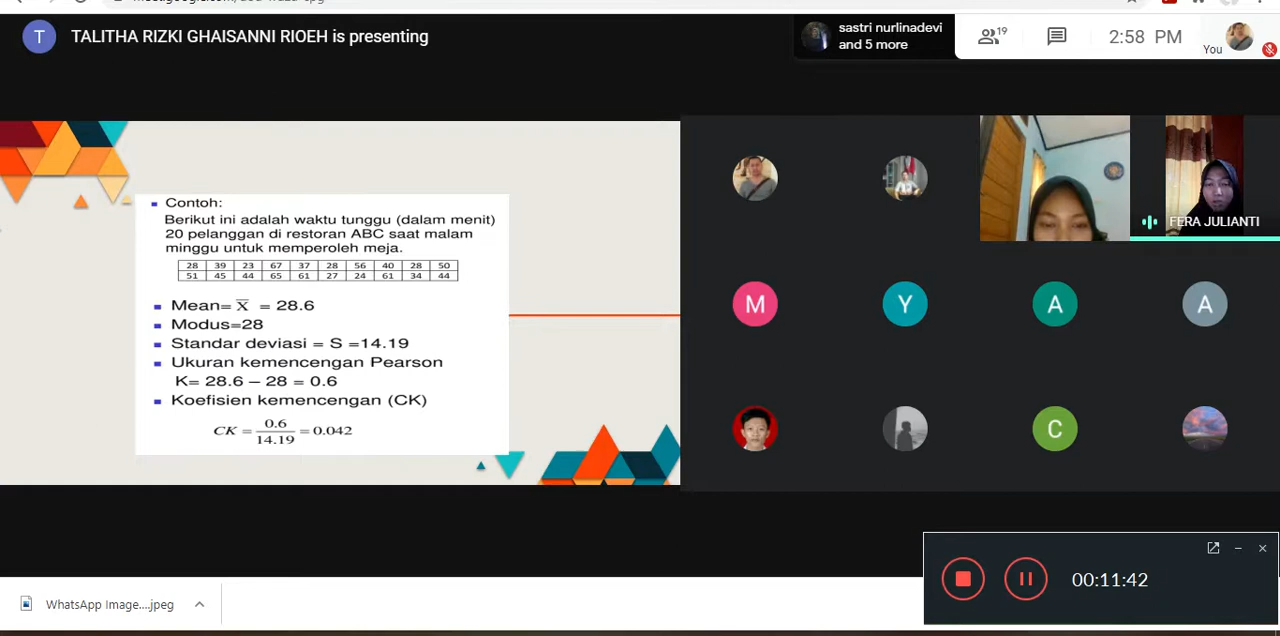 T TALITHA RIZKI GHAISANNI RIOEH is presenting
sastri nurlinadevi
and 5 more
19
2:58 PM
You
Contoh:
Berikut ini adalah waktu tunggu (dalam menit)
20 pelanggan di restoran ABC saat malam
minggu untuk memperoleh meja.
28 39 23 67 37 28 56 40 28 50
51 45 44 65 61 27 24 61 34 44
Mean= X̅ = 28.6
Modus=28
Standar deviasi = S =14.19
Ukuran kemencengan Pearson
K= 28.6 – 28 = 0.6
Koefisien kemencengan (CK)
CK = 0.6 / 14.19 = 0.042
FERA JULIANTI
M Y A A
C
00:11:42
WhatsApp Image....jpeg